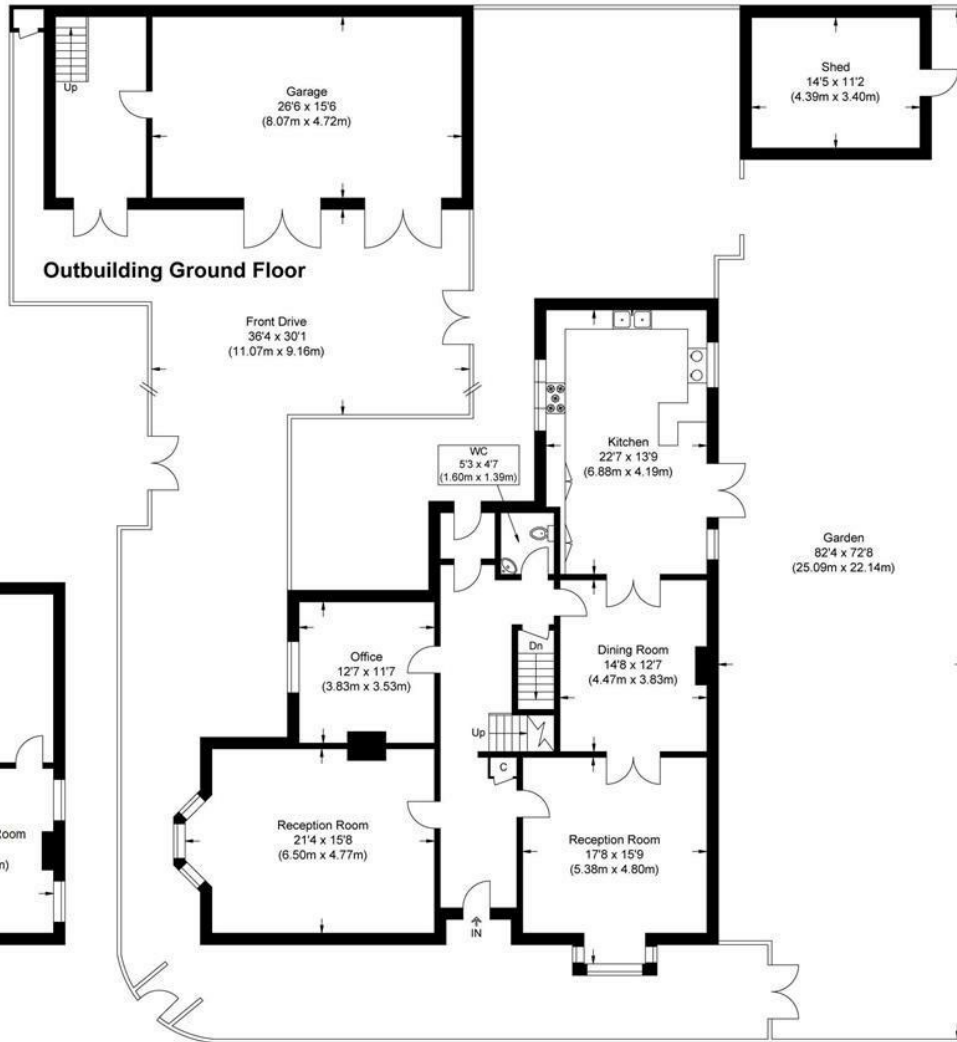 Up
Garage
26'6 x 15'6
(8.07m x 4.72m)
Shed
14'5 x 11'2
(4.39m x 3.40m)
Outbuilding Ground Floor
Front Drive
36'4 x 30'1
(11.07m x 9.16m)
WC
5'3 x 4'7
(1.60m x 1.39m)
Kitchen
22'7 x 13'9
(6.88m x 4.19m)
Garden
82'4 x 72'8
(25.09m x 22.14m)
Office
12'7 x 11'7
(3.83m x 3.53m)
Dn
Dining Room
14'8 x 12'7
(4.47m x 3.83m)
Up
C
Reception Room
21'4 x 15'8
(6.50m x 4.77m)
Reception Room
17'8 x 15'9
(5.38m x 4.80m)
IN